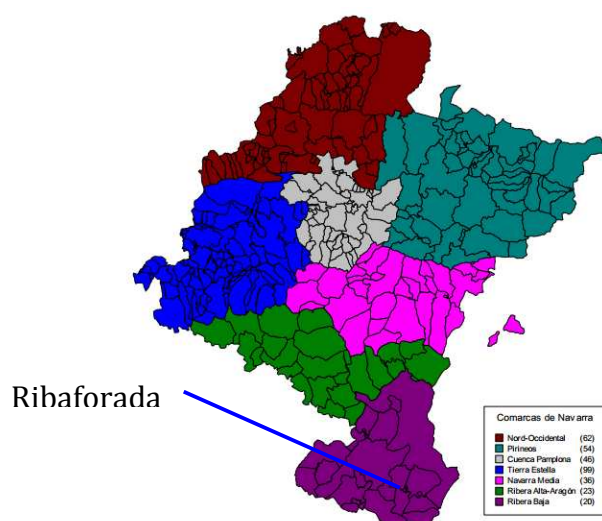 Ribaforada
Comarcas de Navarra
Nord-Occidental (62)
Pirineos (54)
Cuenca Pamplona (46)
Tierra Estella (99)
Navarra Media (36)
Ribera Alta-Aragón (23)
Ribera Baja (20)